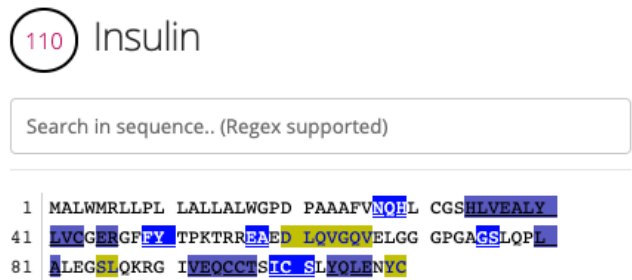 110 Insulin
Search in sequence.. (Regex supported)
1 MALWMRLLPL LALLALWGPD PAAAFVNQHL CGSHLVEALY
41 LVCGERGFFY TPKTRREAED LQVGQVELGG GPGAGSLQPL
81 ALEGSLQKRG IVEQCCTSIC SLYQLENYC